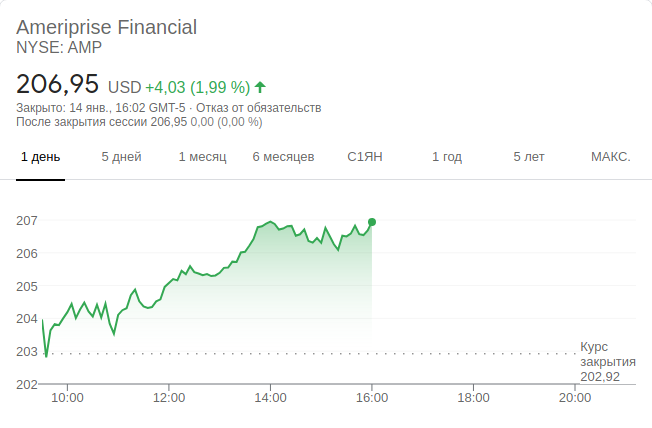 Ameriprise Financial
NYSE: AMP
206,95 USD +4,03 (1,99 %)
Закрыто: 14 янв., 16:02 GMT-5 · Отказ от обязательств
После закрытия сессии 206,95 0,00 (0,00 %)
1 день 5 дней 1 месяц 6 месяцев С1ЯН 1 год 5 лет МАКС.
207
206
205
204
203
202
Курс
закрытия
202,92
10:00 12:00 14:00 16:00 18:00 20:00